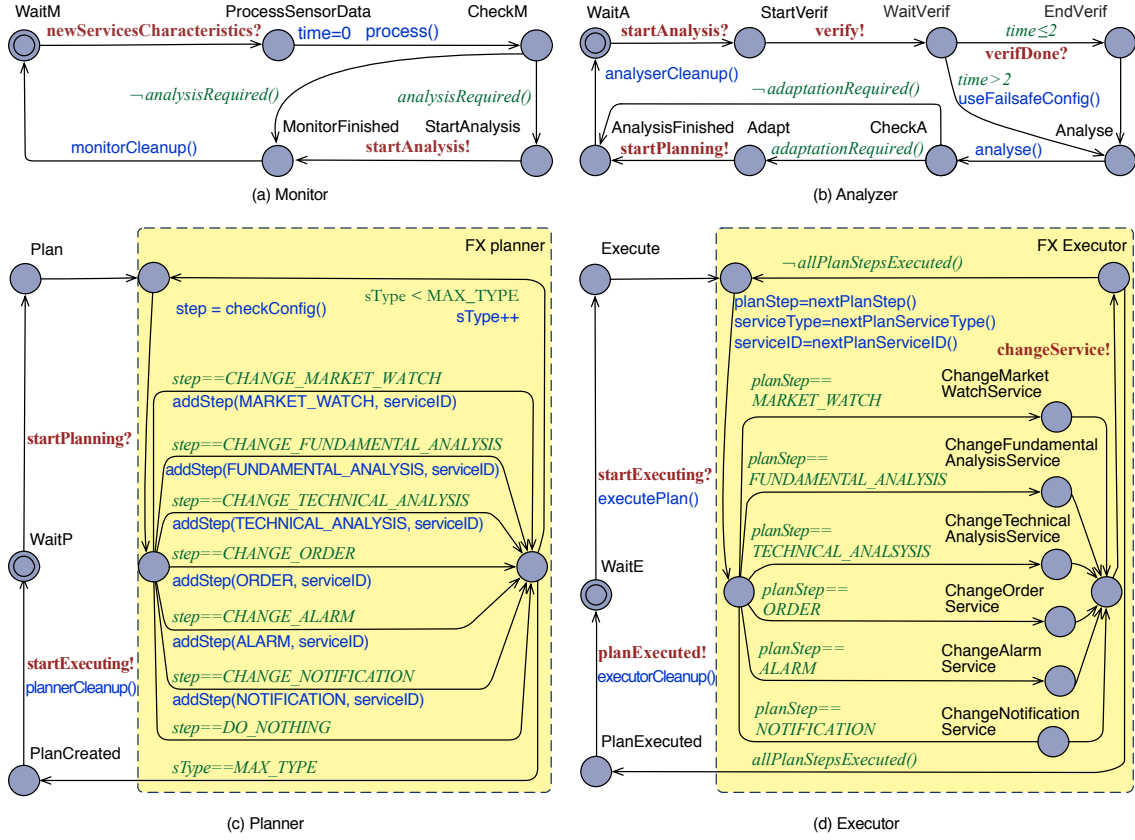 WaitM
ProcessSensorData
CheckM
newServicesCharacteristics?
time=0
process()
¬analysisRequired()
analysisRequired()
MonitorFinished
StartAnalysis
monitorCleanup()
startAnalysis!
(a) Monitor
WaitA
StartVerif
WaitVerif
EndVerif
startAnalysis?
verify!
time≤2
verifDone?
analyserCleanup()
time>2
useFailsafeConfig()
¬adaptationRequired()
AnalysisFinished
Adapt
CheckA
Analyse
startPlanning!
adaptationRequired()
analyse()
(b) Analyzer
Plan
FX planner
step = checkConfig()
sType < MAX_TYPE
sType++
step==CHANGE_MARKET_WATCH
addStep(MARKET_WATCH, serviceID)
startPlanning?
step==CHANGE_FUNDAMENTAL_ANALYSIS
addStep(FUNDAMENTAL_ANALYSIS, serviceID)
step==CHANGE_TECHNICAL_ANALYSIS
addStep(TECHNICAL_ANALYSIS, serviceID)
WaitP
step==CHANGE_ORDER
addStep(ORDER, serviceID)
step==CHANGE_ALARM
addStep(ALARM, serviceID)
startExecuting!
plannerCleanup()
step==CHANGE_NOTIFICATION
addStep(NOTIFICATION, serviceID)
step==DO_NOTHING
PlanCreated
sType==MAX_TYPE
(c) Planner
Execute
FX Executor
¬allPlanStepsExecuted()
planStep=nextPlanStep()
serviceType=nextPlanServiceType()
serviceID=nextPlanServiceID()
changeService!
planStep==
MARKET_WATCH
ChangeMarket
WatchService
startExecuting?
executePlan()
planStep==
FUNDAMENTAL_ANALYSIS
ChangeFundamental
AnalysisService
planStep==
TECHNICAL_ANALSYSIS
ChangeTechnical
AnalysisService
WaitE
planStep==
ORDER
ChangeOrder
Service
planExecuted!
executorCleanup()
planStep==
ALARM
ChangeAlarm
Service
planStep==
NOTIFICATION
ChangeNotification
Service
PlanExecuted
allPlanStepsExecuted()
(d) Executor